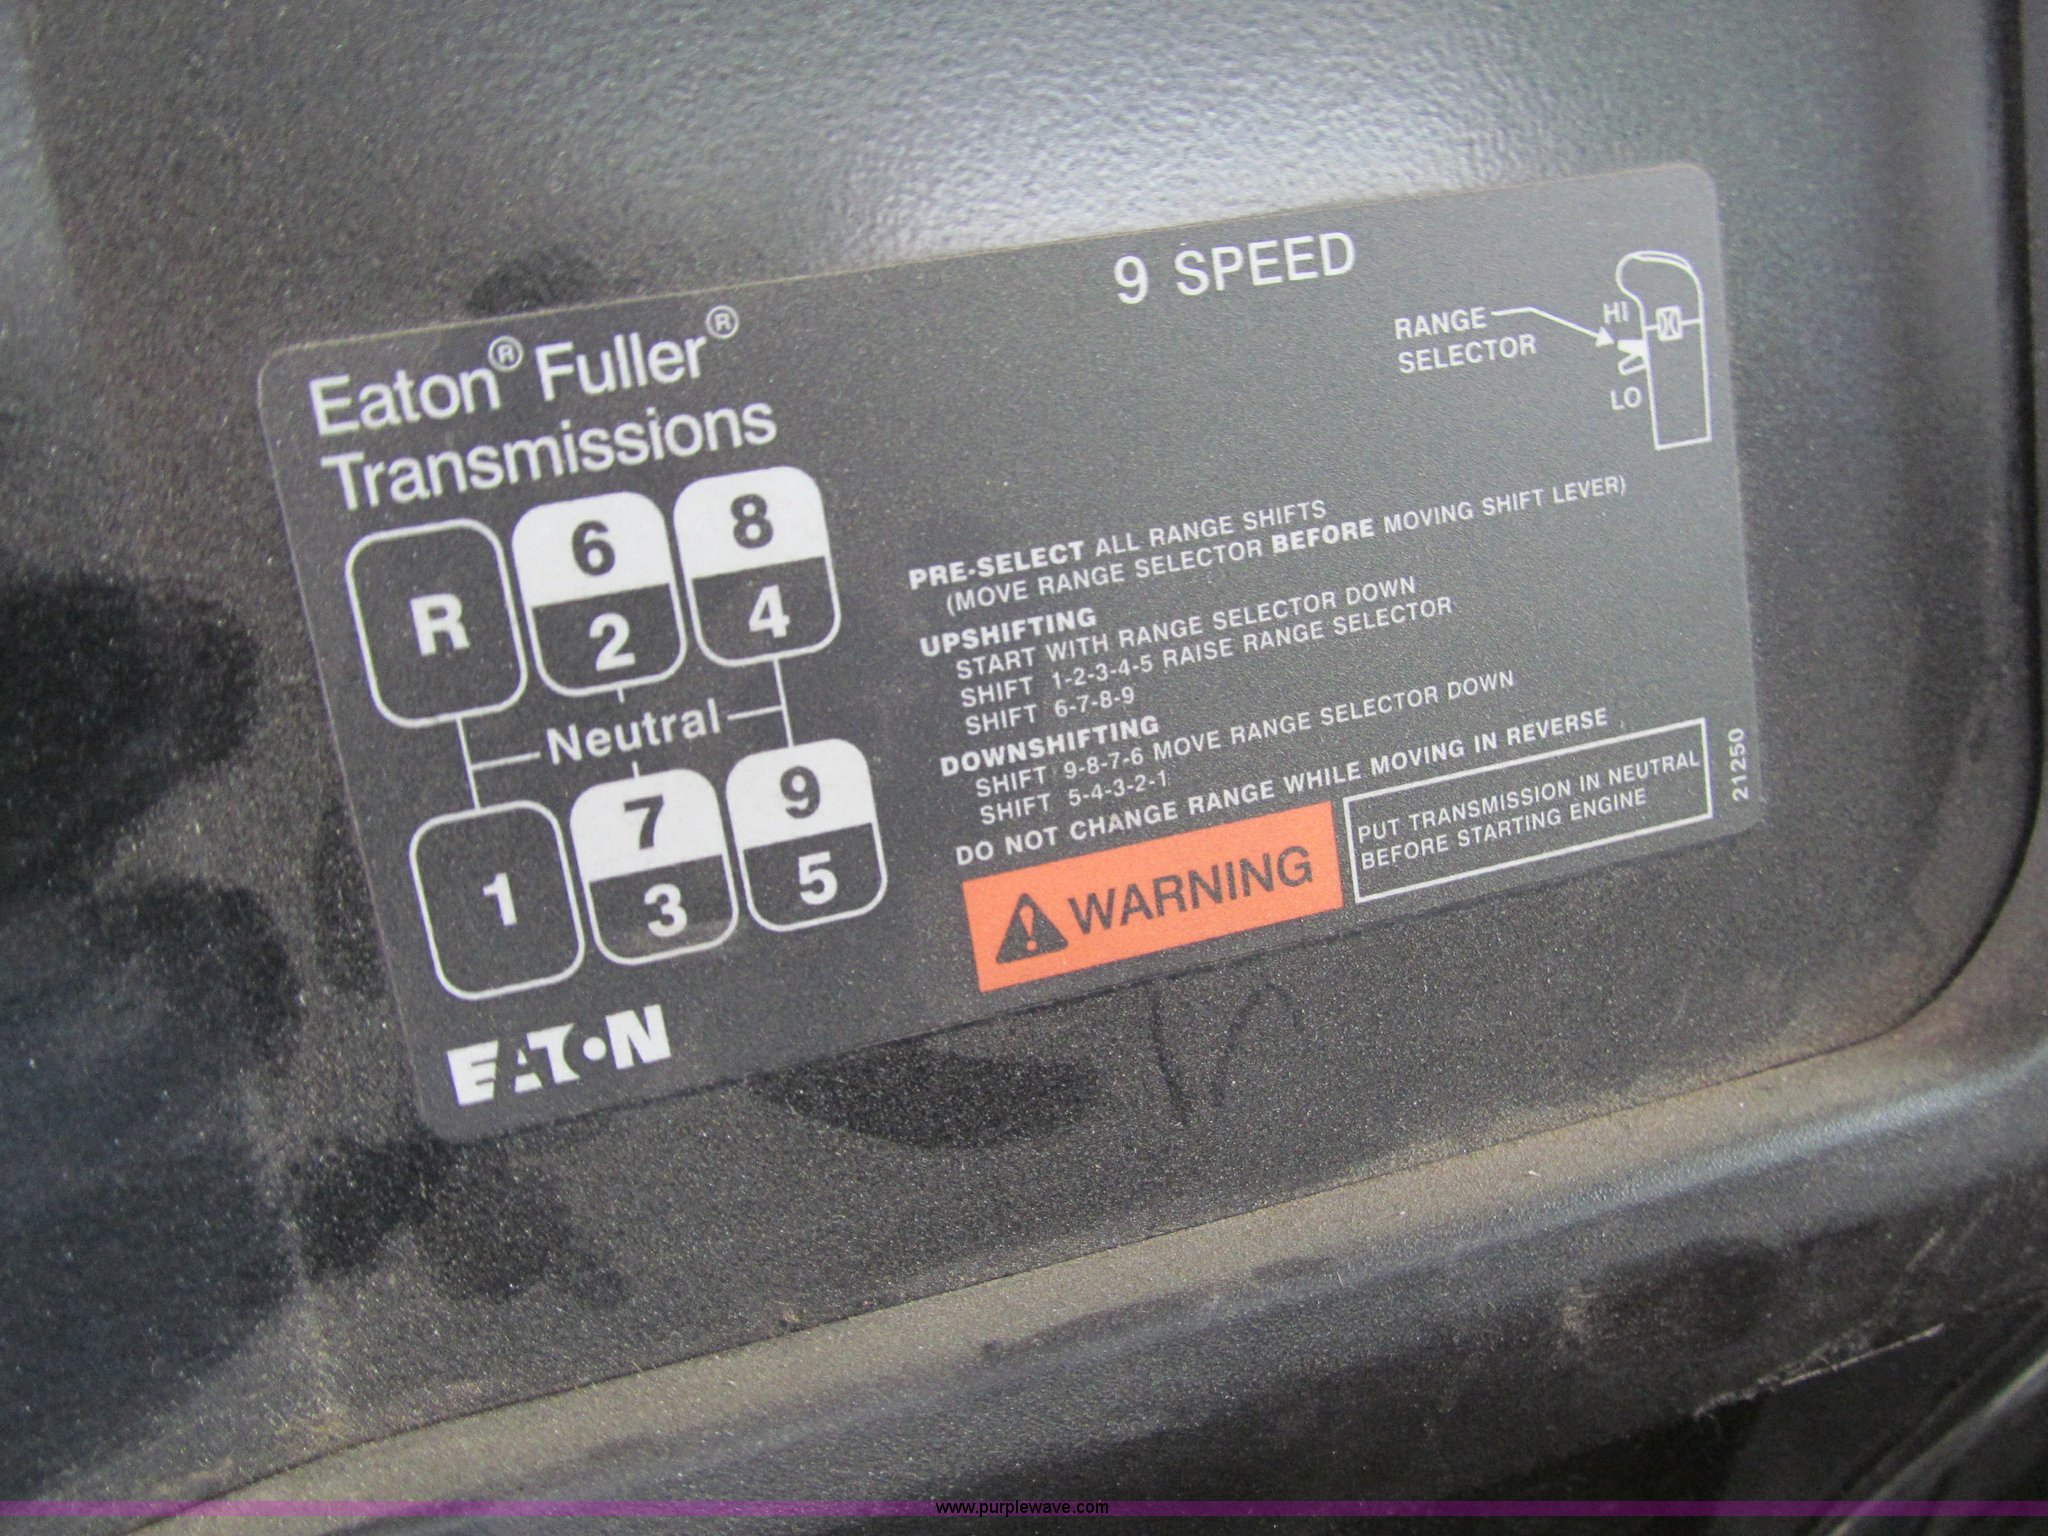 9 SPEED
Eaton® Fuller®
Transmissions
RANGE
SELECTOR
HI
LO
R
6
2
8
4
Neutral
1
7
3
9
5
EATON
PRE-SELECT ALL RANGE SHIFTS
(MOVE RANGE SELECTOR BEFORE MOVING SHIFT LEVER)
UPSHIFTING
START WITH RANGE SELECTOR DOWN
SHIFT 1-2-3-4-5 RAISE RANGE SELECTOR
SHIFT 6-7-8-9
DOWNSHIFTING
SHIFT 9-8-7-6 MOVE RANGE SELECTOR DOWN
SHIFT 5-4-3-2-1
DO NOT CHANGE RANGE WHILE MOVING IN REVERSE
WARNING
PUT TRANSMISSION IN NEUTRAL
BEFORE STARTING ENGINE
21250
www.purplewave.com